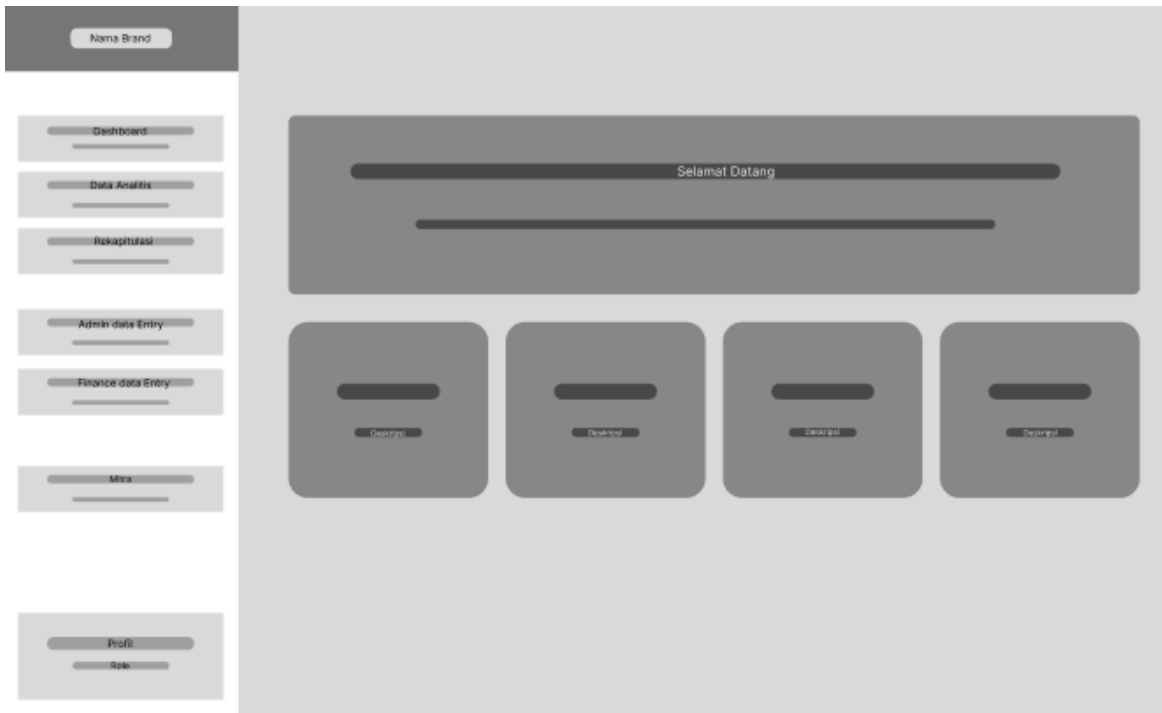 Nama Brand
Dashboard
Data Analitis
Rekapitulasi
Admin data Entry
Finance data Entry
Mitra
Profil
Role
Selamat Datang
Deskripsi
Deskripsi
Deskripsi
Deskripsi